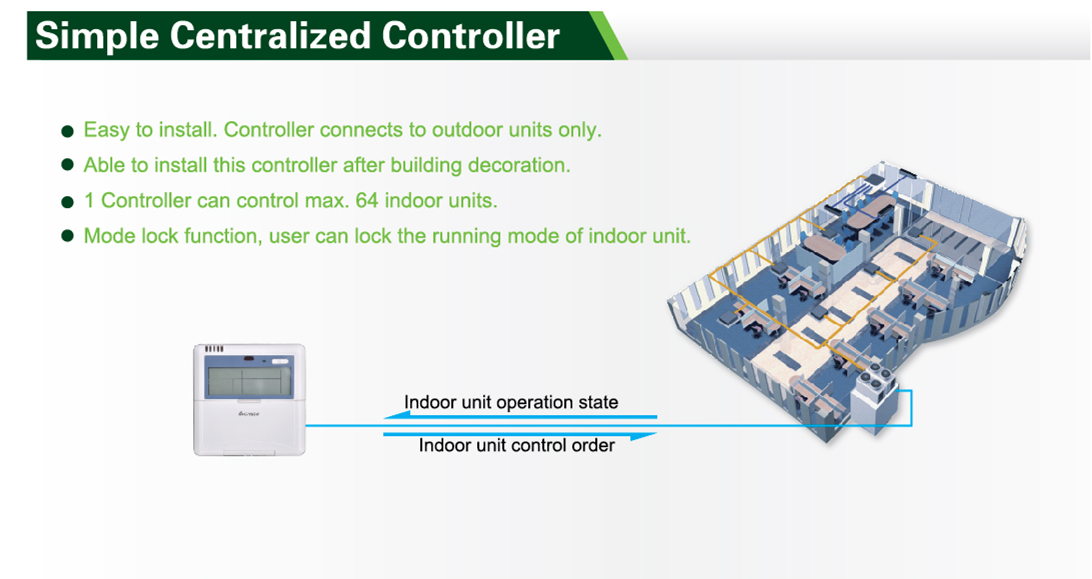 Simple Centralized Controller
Easy to install. Controller connects to outdoor units only.
Able to install this controller after building decoration.
1 Controller can control max. 64 indoor units.
Mode lock function, user can lock the running mode of indoor unit.
Indoor unit operation state
Indoor unit control order